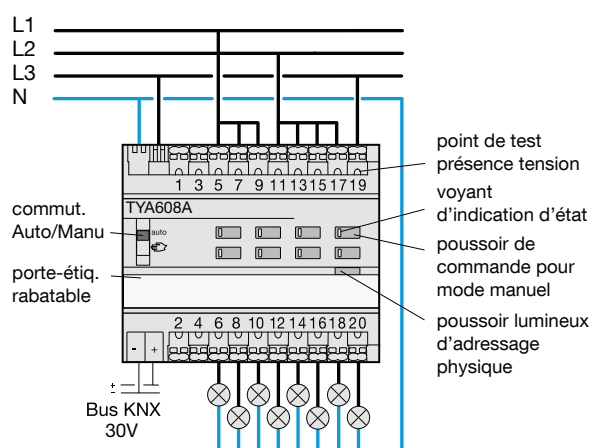 L1
L2
L3
N
1 3 5 7 9 11 13 15 17 19
TYA608A
auto
commut.
Auto/Manu
porte-étiq.
rabatable
point de test
présence tension
voyant
d'indication d'état
poussoir de
commande pour
mode manuel
poussoir lumineux
d'adressage
physique
2 4 6 8 10 12 14 16 18 20
- +
Bus KNX
30V